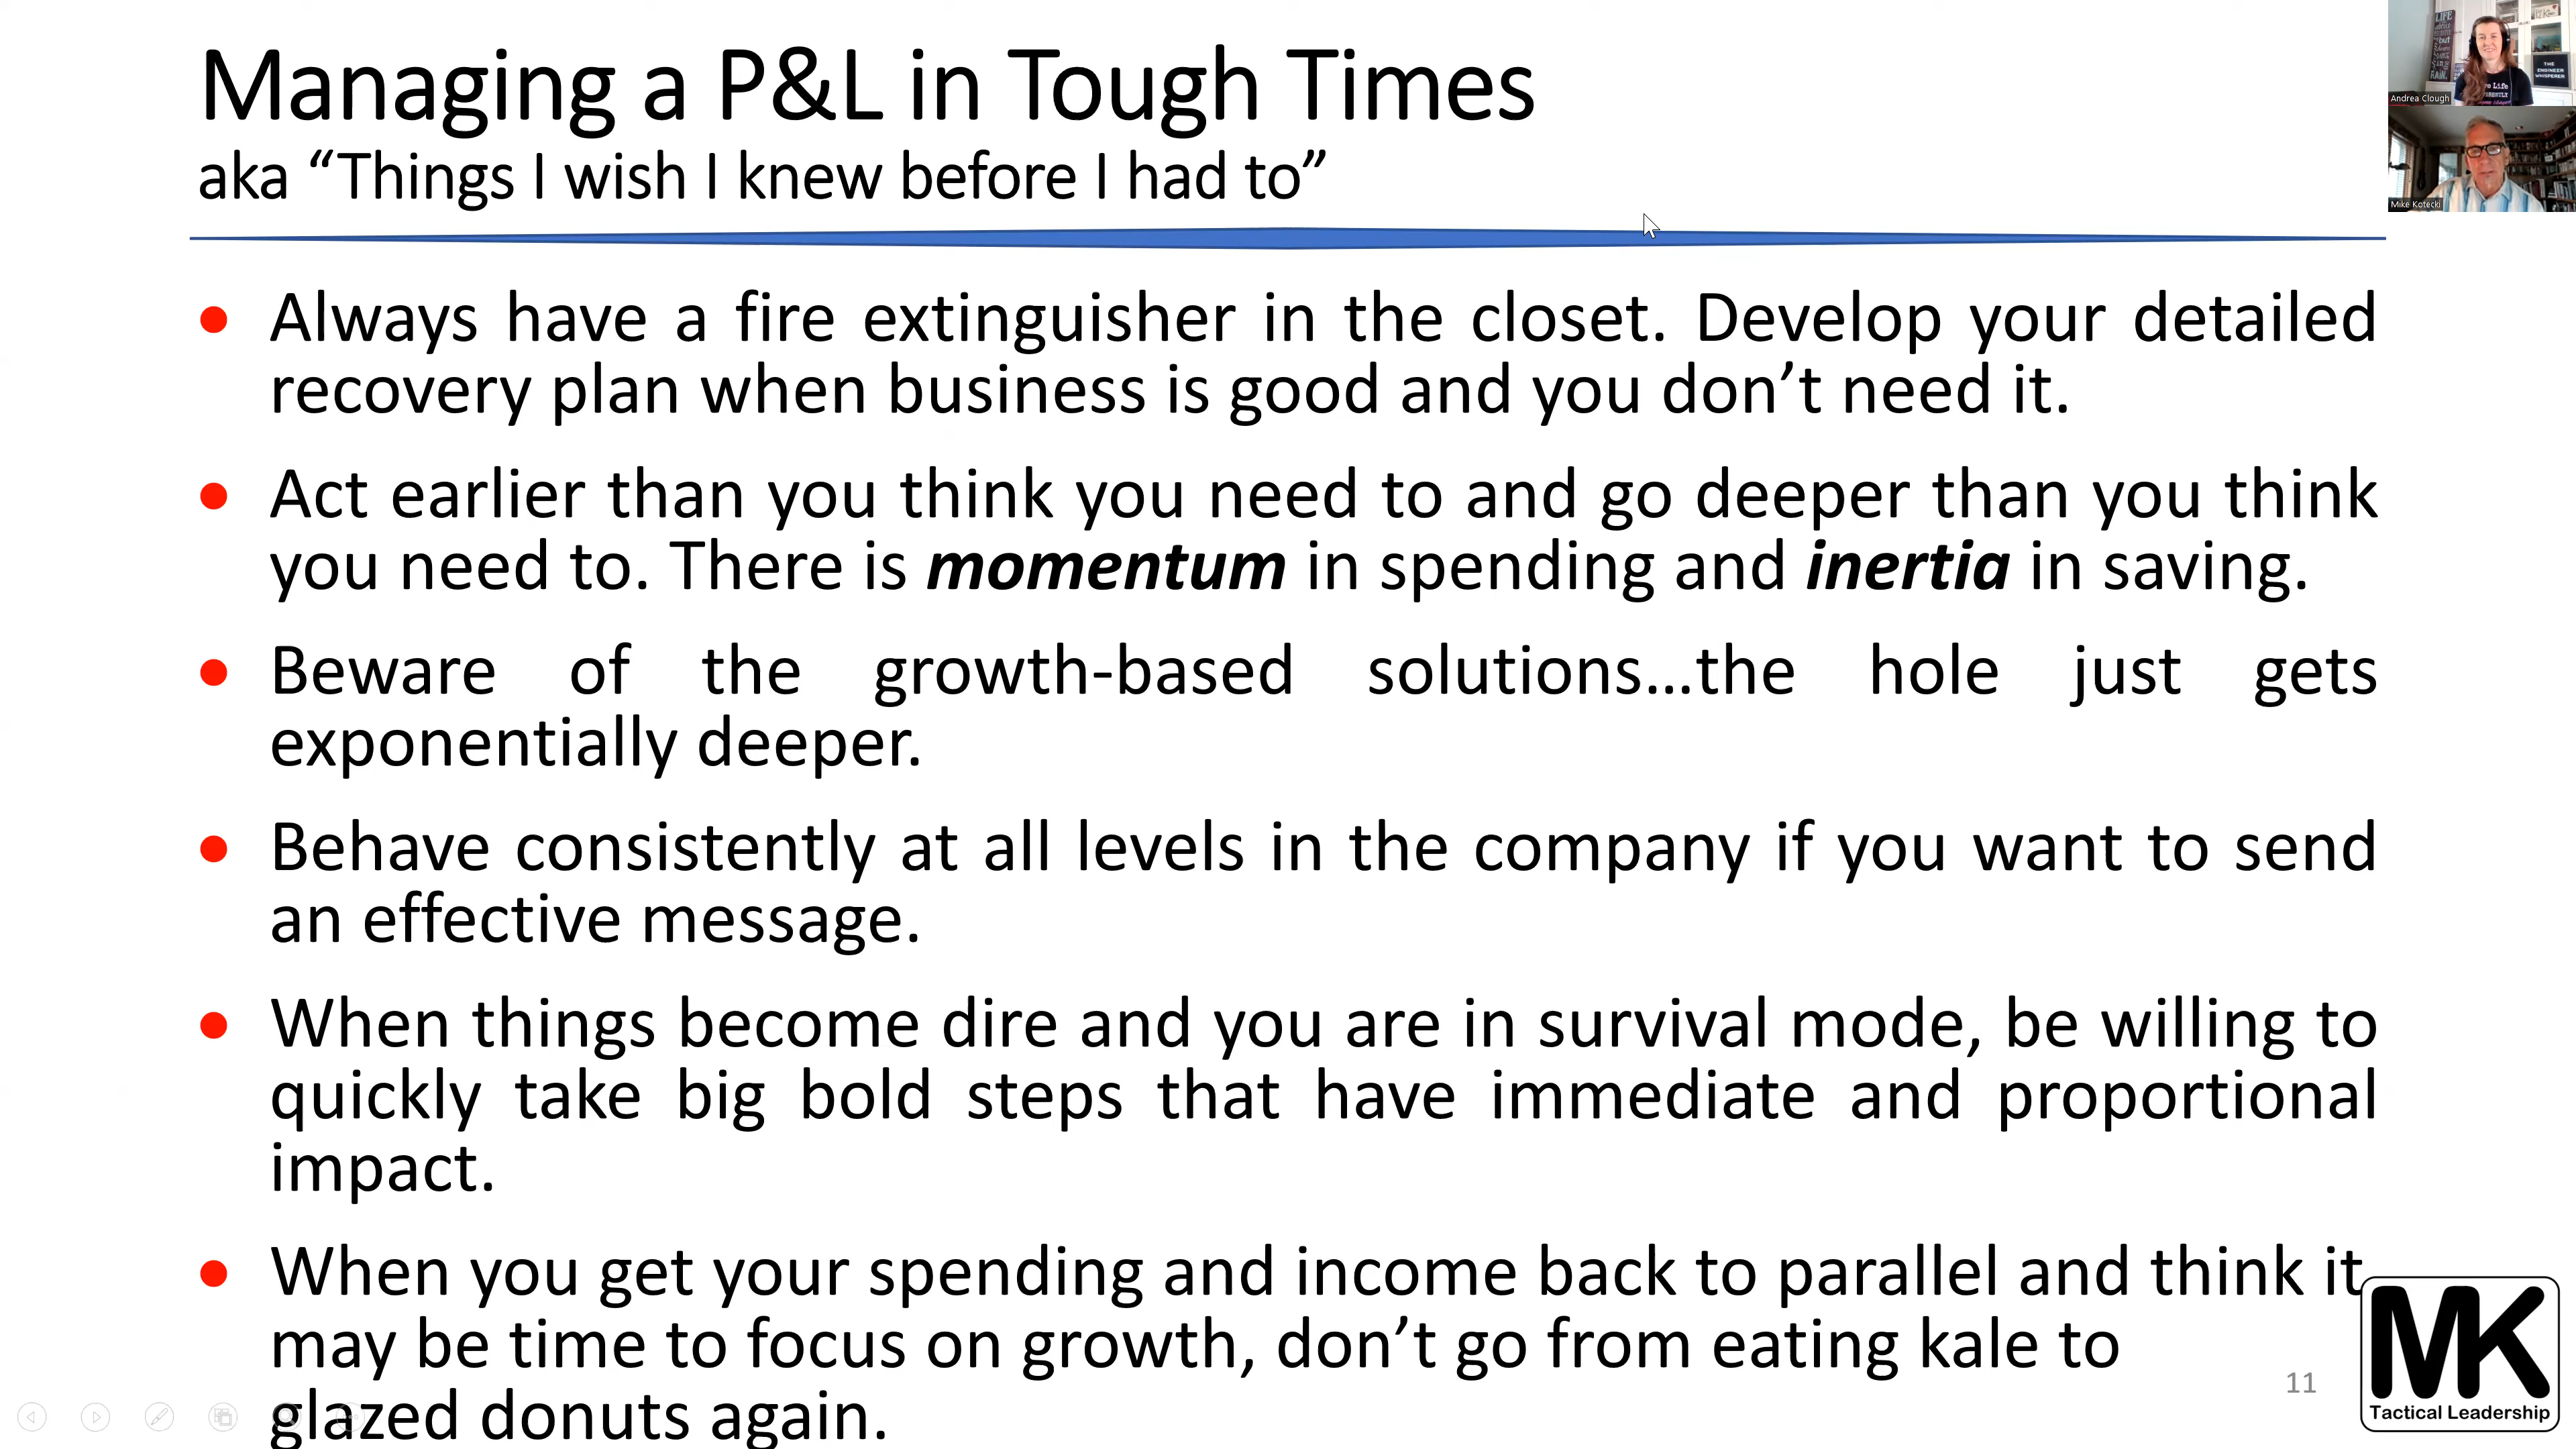 Managing a P&L in Tough Times
aka “Things I wish I knew before I had to”
Always have a fire extinguisher in the closet. Develop your detailed
recovery plan when business is good and you don’t need it.
Act earlier than you think you need to and go deeper than you think
you need to. There is momentum in spending and inertia in saving.
Beware of the growth-based solutions...the hole just gets
exponentially deeper.
Behave consistently at all levels in the company if you want to send
an effective message.
When things become dire and you are in survival mode, be willing to
quickly take big bold steps that have immediate and proportional
impact.
When you get your spending and income back to parallel and think it
may be time to focus on growth, don’t go from eating kale to
glazed donuts again.
11
MK
Tactical Leadership
LIFE
THE
ENGINEER
WHISPERER
Life
Andrea Clough
Mike Kotecki